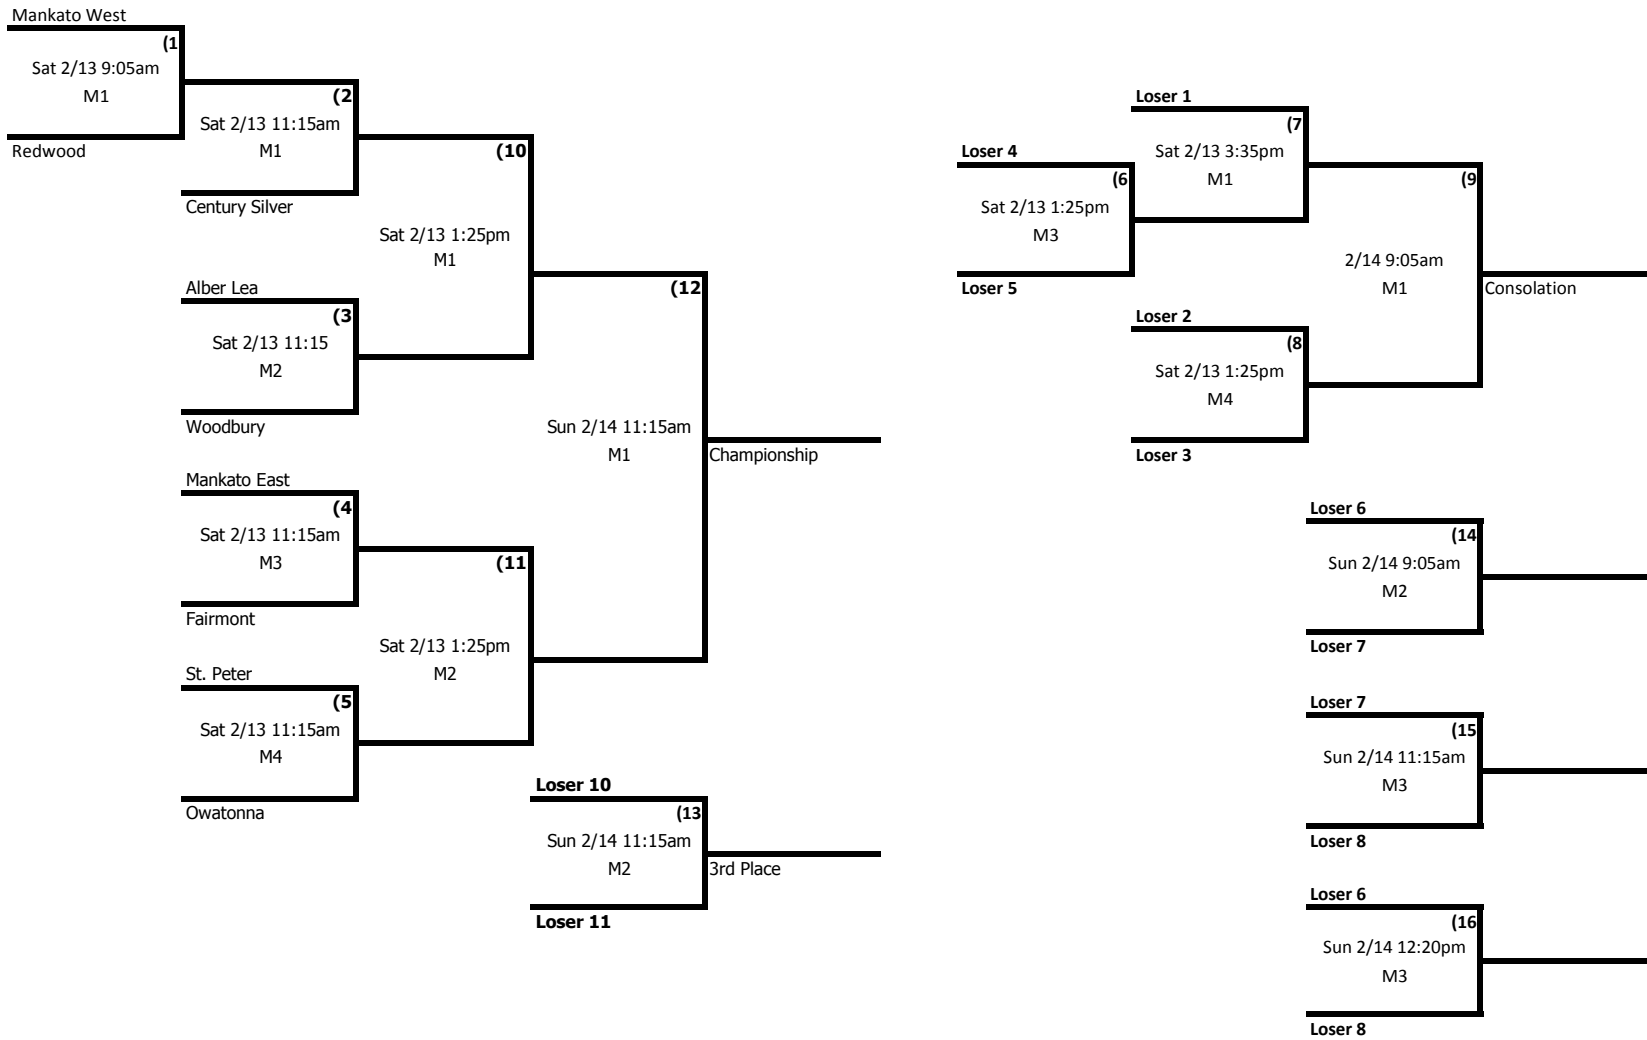 Mankato West
(1
Sat 2/13 9:05am
M1
Redwood
(2
Sat 2/13 11:15am
M1
Century Silver
(10
Sat 2/13 1:25pm
M1
Alber Lea
(3
Sat 2/13 11:15
M2
Woodbury
(12
Sun 2/14 11:15am
M1
Championship
Mankato East
(4
Sat 2/13 11:15am
M3
Fairmont
(11
Sat 2/13 1:25pm
M2
St. Peter
(5
Sat 2/13 11:15am
M4
Owatonna
Loser 10
(13
Sun 2/14 11:15am
M2
3rd Place
Loser 11
Loser 1
(7
Sat 2/13 3:35pm
M1
Loser 4
(6
Sat 2/13 1:25pm
M3
Loser 5
(9
2/14 9:05am
M1
Consolation
Loser 2
(8
Sat 2/13 1:25pm
M4
Loser 3
Loser 6
(14
Sun 2/14 9:05am
M2
Loser 7
Loser 7
(15
Sun 2/14 11:15am
M3
Loser 8
Loser 6
(16
Sun 2/14 12:20pm
M3
Loser 8